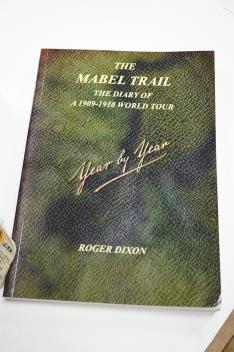 THE
MABEL TRAIL
THE DIARY OF
A 1909-1910 WORLD TOUR
Year by Year
ROGER DIXON